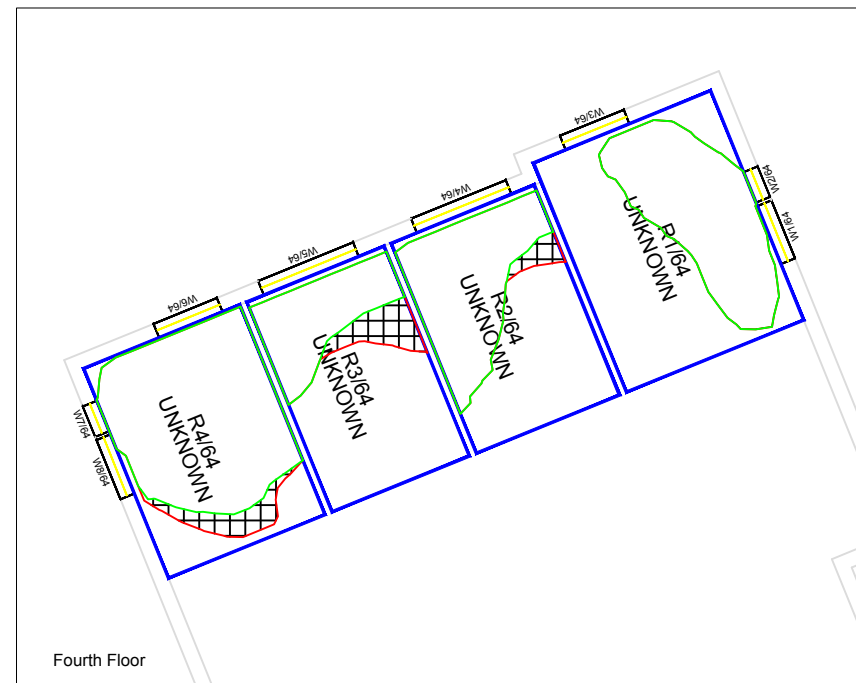 W3/64
W2/64
W1/64
W4/64
R1/64
UNKNOWN
W5/64
R2/64
UNKNOWN
W6/64
R3/64
UNKNOWN
W7/64
R4/64
UNKNOWN
W8/64
Fourth Floor